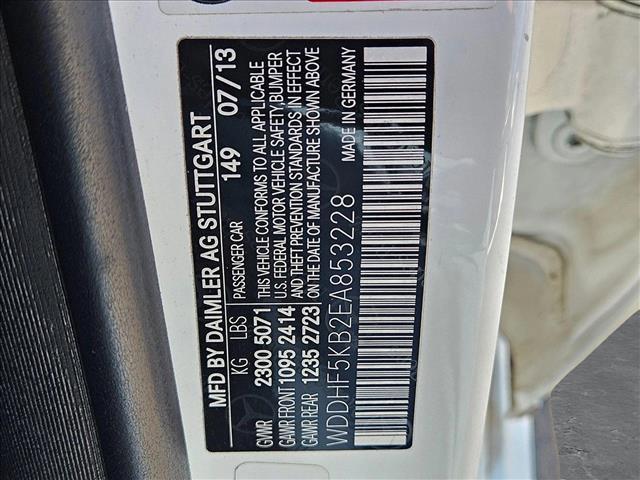 MFD BY DAIMLER AG STUTTGART
149 07/13
KG LBS PASSENGER CAR
GVWR 2300 5071 THIS VEHICLE CONFORMS TO ALL APPLICABLE
GAWR FRONT 1095 2414 U.S. FEDERAL MOTOR VEHICLE SAFETY,BUMPER
GAWR REAR 1235 2723 AND THEFT PREVENTION STANDARDS IN EFFECT
ON THE DATE OF MANUFACTURE SHOWN ABOVE
WDDHF5KB2EA853228 MADE IN GERMANY